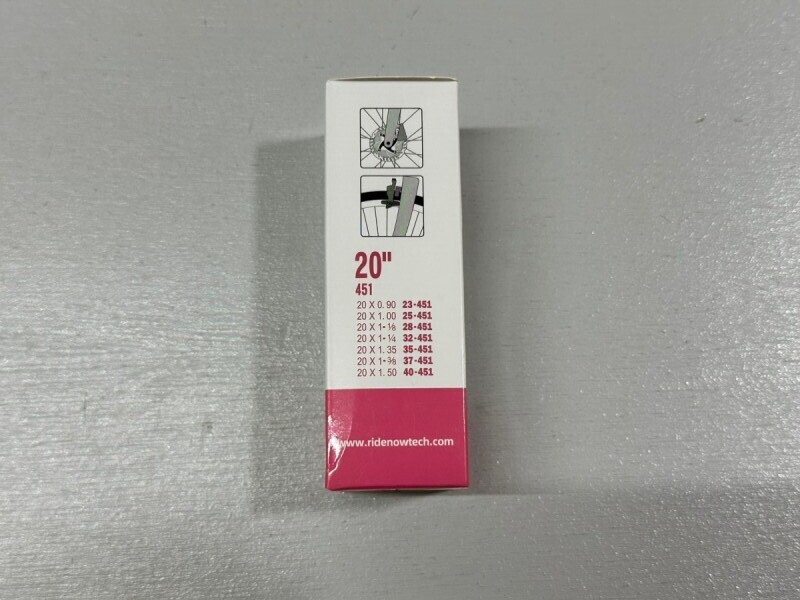 20"
451
20 X 0.90 23-451
20 X 1.00 25-451
20 X 1-⅛ 28-451
20 X 1-¼ 32-451
20 X 1.35 35-451
20 X 1-⅜ 37-451
20 X 1.50 40-451
www.ridenowtech.com